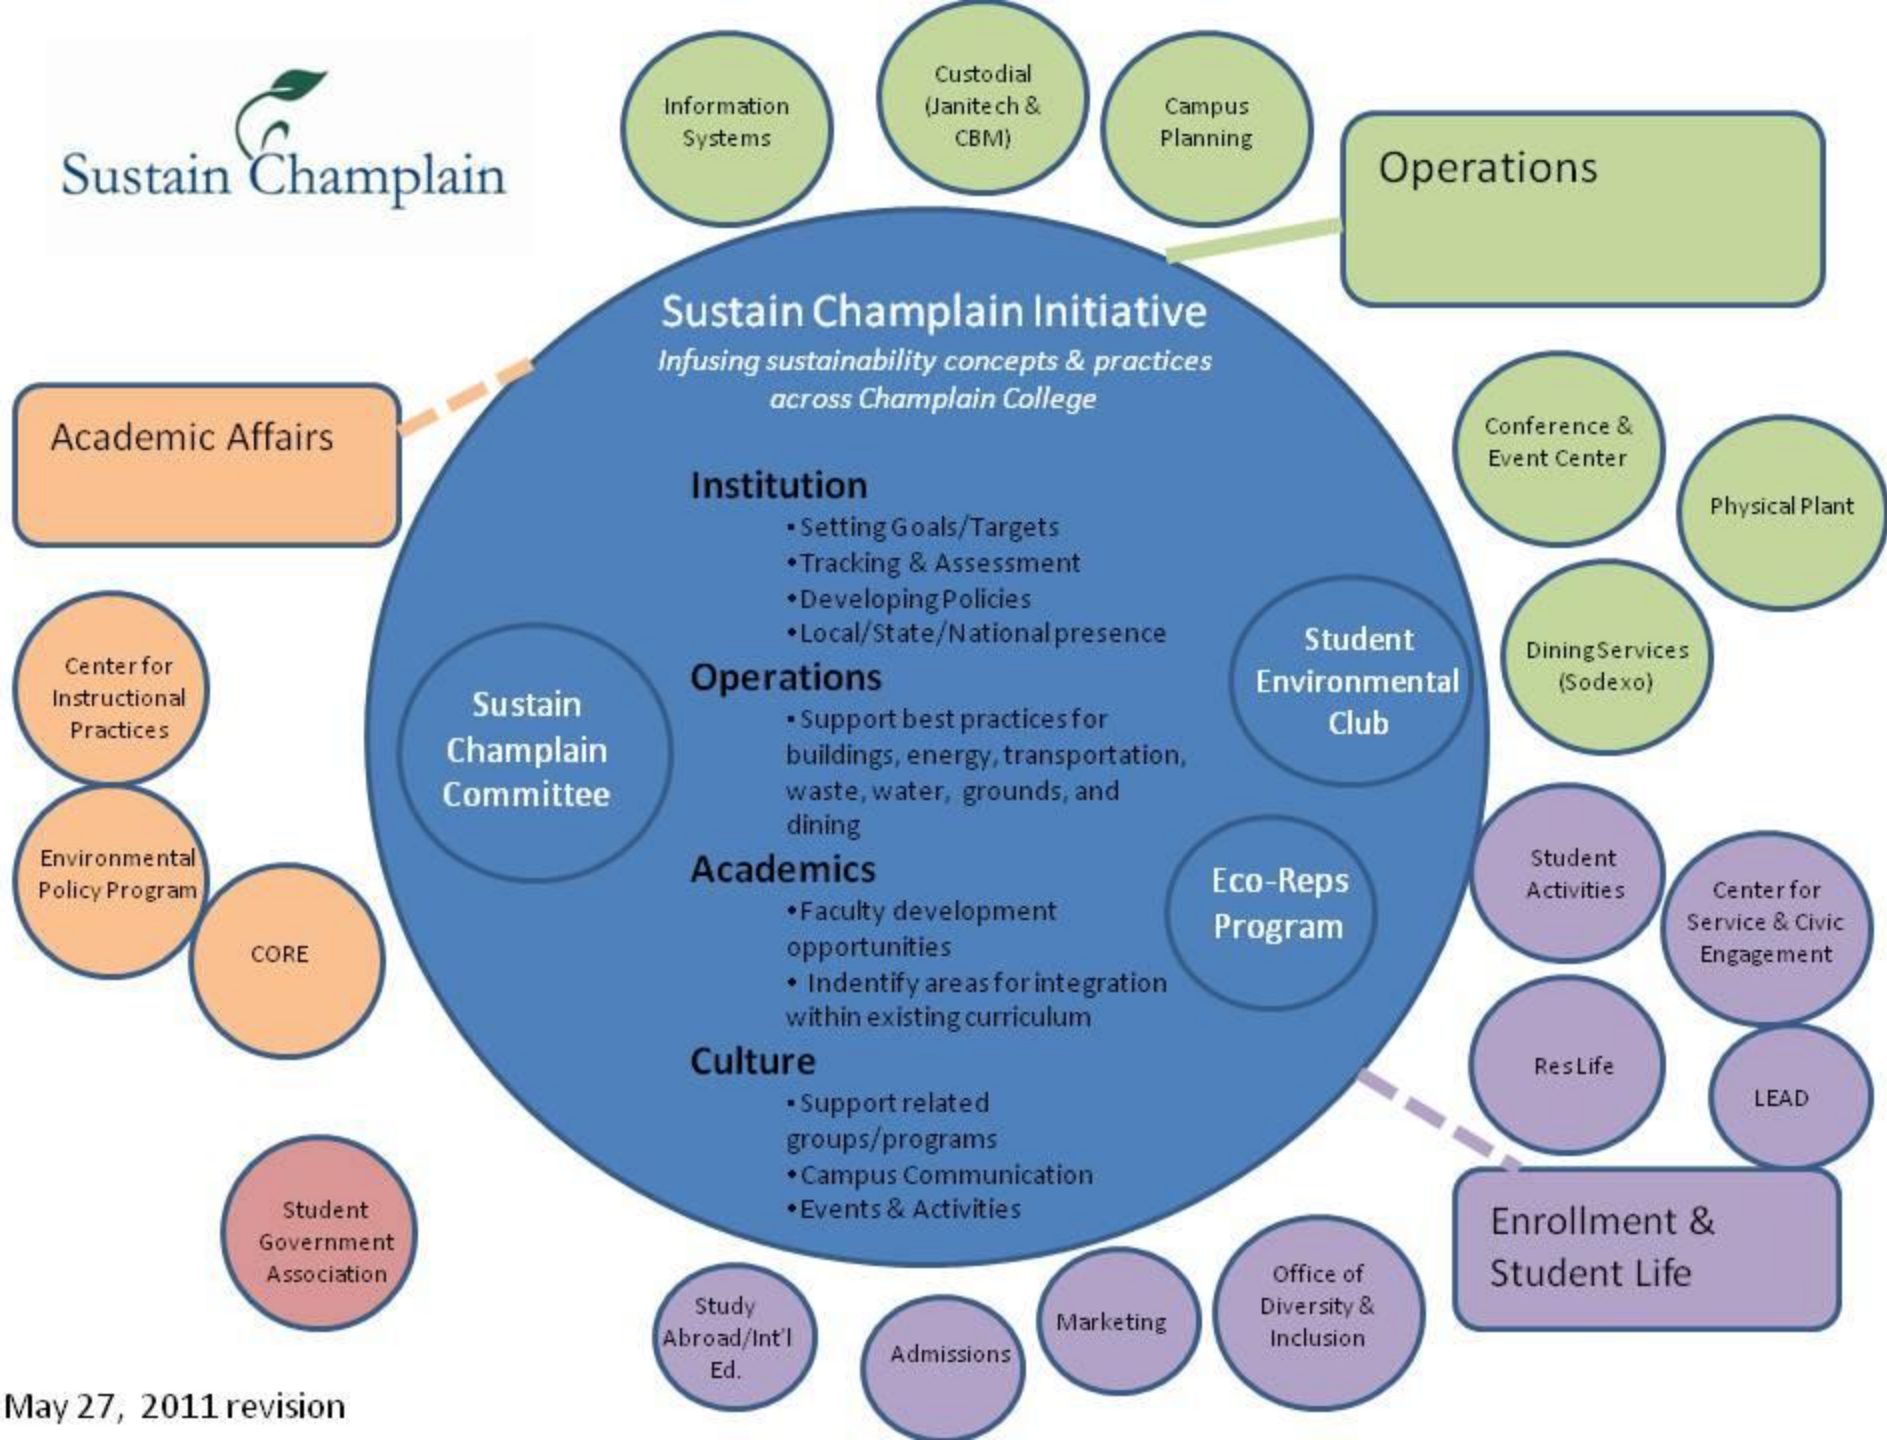 Sustain Champlain
Information
Systems
Custodial
(Janitech &
CBM)
Campus
Planning
Operations
Sustain Champlain Initiative
Infusing sustainability concepts & practices
across Champlain College
Institution
▪ Setting Goals/Targets
•Tracking & Assessment
•Developing Policies
•Local/State/National presence
Operations
▪ Support best practices for
buildings, energy, transportation,
waste, water, grounds, and
dining
Academics
•Faculty development
opportunities
• Indentify areas for integration
within existing curriculum
Culture
▪ Support related
groups/programs
•Campus Communication
•Events & Activities
Sustain
Champlain
Committee
Student
Environmental
Club
Eco-Reps
Program
Academic Affairs
Center for
Instructional
Practices
Environmental
Policy Program
CORE
Student
Government
Association
Conference &
Event Center
Physical Plant
Dining Services
(Sodexo)
Student
Activities
Center for
Service & Civic
Engagement
Res Life
LEAD
Enrollment &
Student Life
Study
Abroad/Int'l
Ed.
Admissions
Marketing
Office of
Diversity &
Inclusion
May 27, 2011 revision